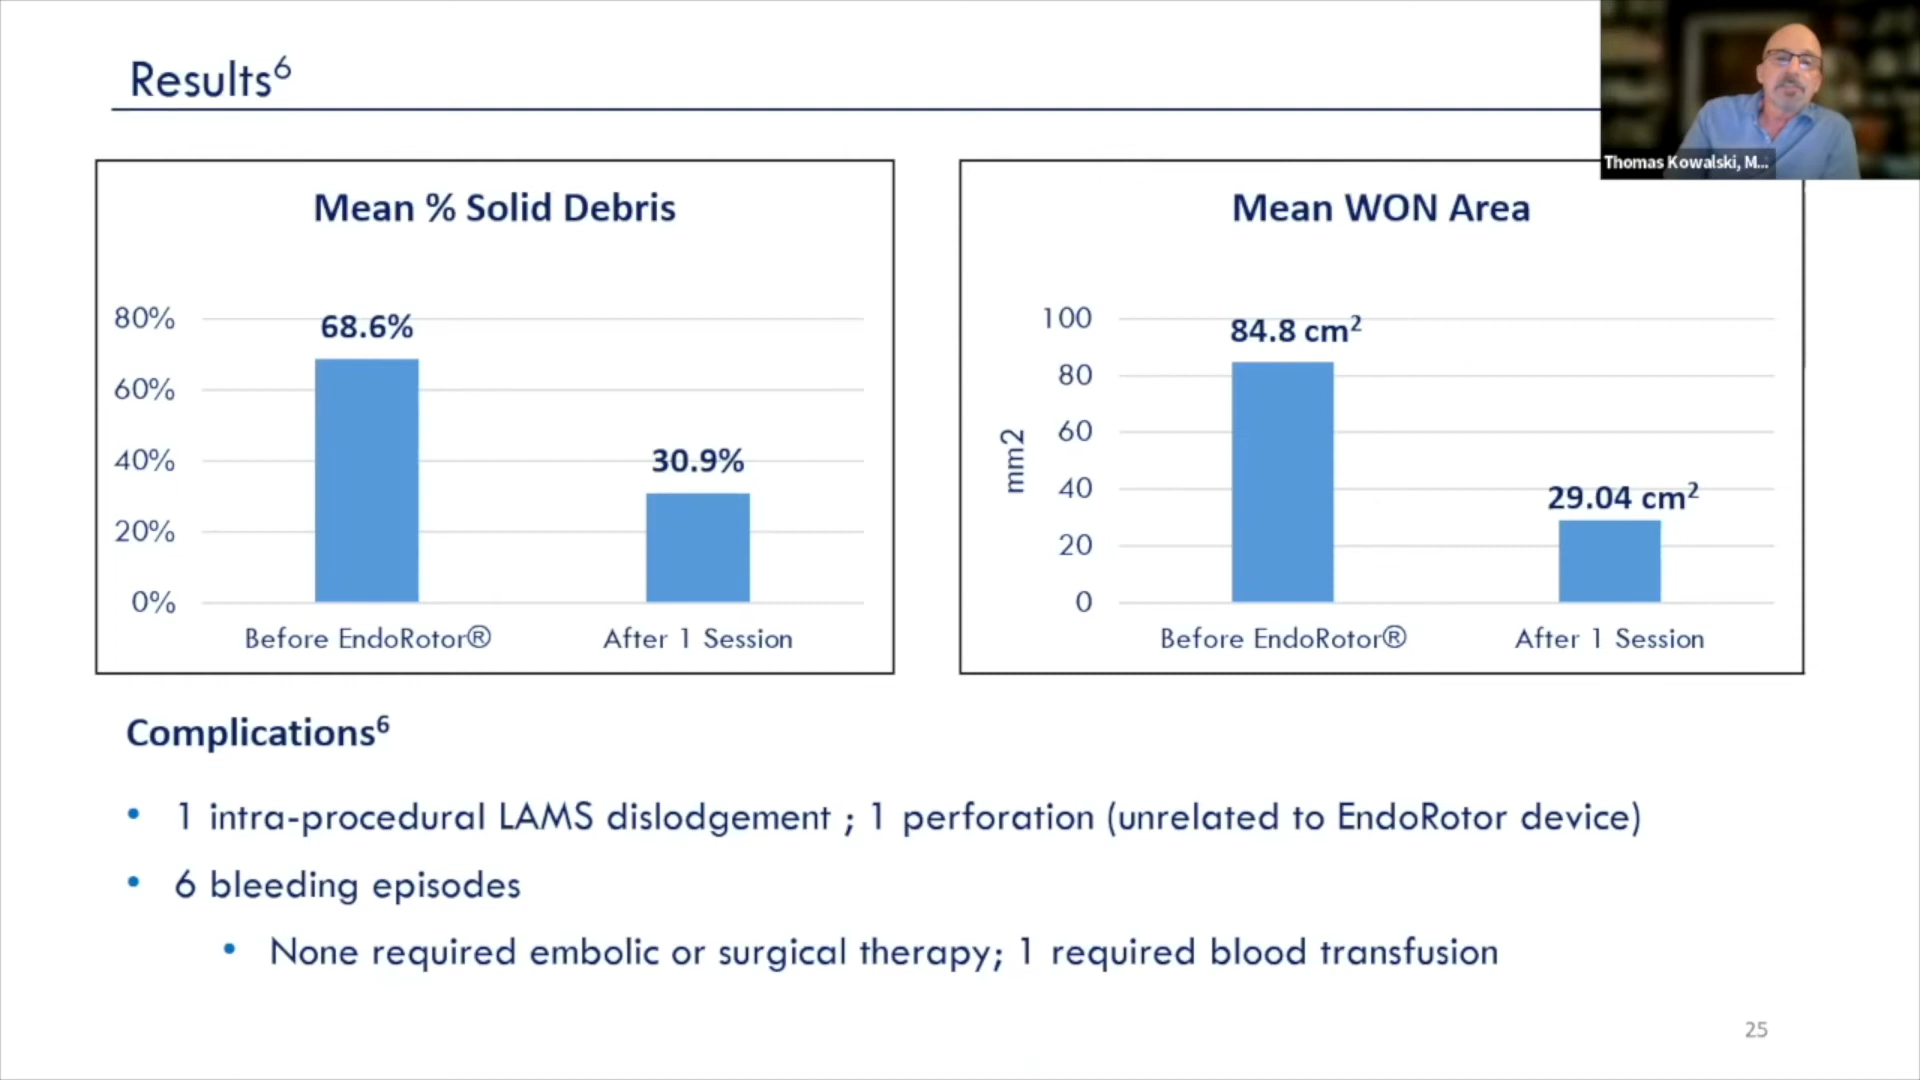 Results⁶
Thomas Kowalski, M...
Mean % Solid Debris
80%
60%
40%
20%
0%
68.6%
30.9%
Before EndoRotor®
After 1 Session
Mean WON Area
mm2
100
80
60
40
20
0
84.8 cm²
29.04 cm²
Before EndoRotor®
After 1 Session
Complications⁶
• 1 intra-procedural LAMS dislodgement ; 1 perforation (unrelated to EndoRotor device)
• 6 bleeding episodes
• None required embolic or surgical therapy; 1 required blood transfusion
25